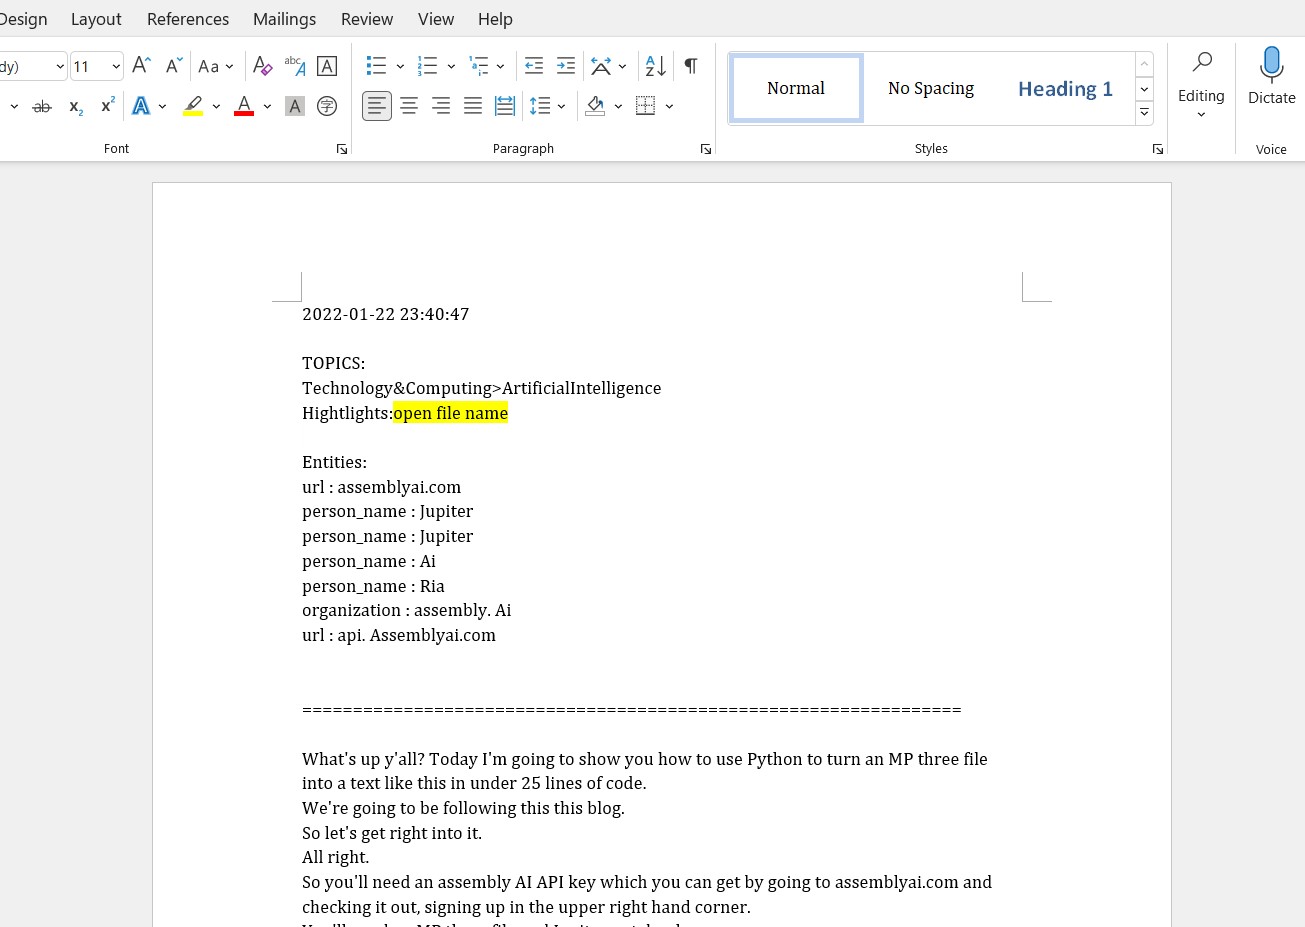 Design Layout References Mailings Review View Help
dy) 11 Aa
Normal No Spacing Heading 1
Editing
Dictate
Font Paragraph Styles Voice
2022-01-22 23:40:47
TOPICS:
Technology&Computing>ArtificialIntelligence
Hightlights:open file name
Entities:
url : assemblyai.com
person_name : Jupiter
person_name : Jupiter
person_name : Ai
person_name : Ria
organization : assembly. Ai
url : api. Assemblyai.com
=================================================================
What's up y'all? Today I'm going to show you how to use Python to turn an MP three file
into a text like this in under 25 lines of code.
We're going to be following this this blog.
So let's get right into it.
All right.
So you'll need an assembly AI API key which you can get by going to assemblyai.com and
checking it out, signing up in the upper right hand corner.